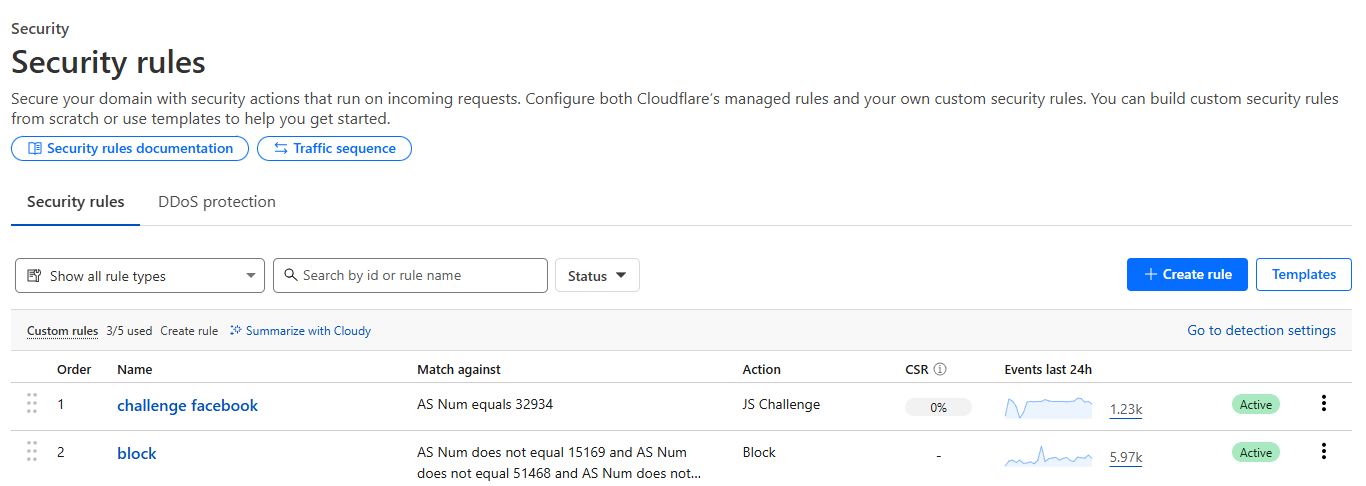 Security
Security rules
Secure your domain with security actions that run on incoming requests. Configure both Cloudflare's managed rules and your own custom security rules. You can build custom security rules
from scratch or use templates to help you get started.
Security rules documentation
Traffic sequence
Security rules
DDoS protection
Show all rule types
Search by id or rule name
Status
Create rule
Templates
Custom rules 3/5 used Create rule Summarize with Cloudy
Go to detection settings
Order Name Match against Action CSR Events last 24h
1 challenge facebook AS Num equals 32934 JS Challenge 0% 1.23k Active
2 block AS Num does not equal 15169 and AS Num Block - 5.97k Active
does not equal 51468 and AS Num does not...